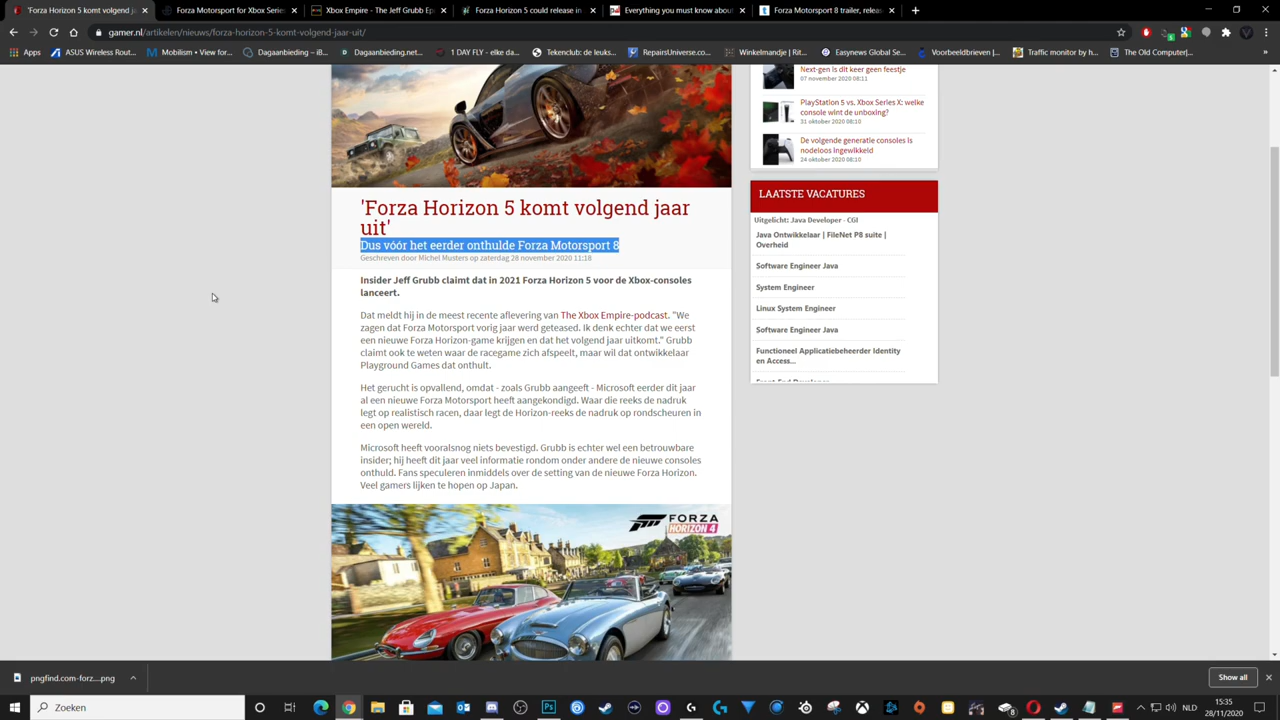 'Forza Horizon 5 komt volgend ja
Forza Motorsport for Xbox Series
Xbox Empire - The Jeff Grubb Ep
Forza Horizon 5 could release in
Everything you must know about
Forza Motorsport 8 trailer, releas
gamer.nl/artikelen/nieuws/forza-horizon-5-komt-volgend-jaar-uit/
Apps
ASUS Wireless Rout...
Mobilism • View for...
Dagaanbieding – iB...
Dagaanbieding.net...
1 DAY FLY - elke da...
Tekenclub: de leuks...
RepairsUniverse.co...
Winkelmandje | Rit...
Easynews Global Se...
Voorbeeldbrieven |...
Traffic monitor by h...
The Old Computer|...
Next-gen is dit keer geen feestje
07 november 2020 08:11
PlayStation 5 vs. Xbox Series X: welke
console wint de unboxing?
31 oktober 2020 08:10
De volgende generatie consoles is
nodeloos ingewikkeld
24 oktober 2020 08:10
'Forza Horizon 5 komt volgend jaar
uit'
Dus vóór het eerder onthulde Forza Motorsport 8
Geschreven door Michel Musters op zaterdag 28 november 2020 11:18
Insider Jeff Grubb claimt dat in 2021 Forza Horizon 5 voor de Xbox-consoles
lanceert.
Dat meldt hij in de meest recente aflevering van The Xbox Empire-podcast. "We
zagen dat Forza Motorsport vorig jaar werd geteased. Ik denk echter dat we eerst
een nieuwe Forza Horizon-game krijgen en dat het volgend jaar uitkomt." Grubb
claimt ook te weten waar de racegame zich afspeelt, maar wil dat ontwikkelaar
Playground Games dat onthult.
Het gerucht is opvallend, omdat - zoals Grubb aangeeft - Microsoft eerder dit jaar
al een nieuwe Forza Motorsport heeft aangekondigd. Waar die reeks de nadruk
legt op realistisch racen, daar legt de Horizon-reeks de nadruk op rondscheuren in
een open wereld.
Microsoft heeft vooralsnog niets bevestigd. Grubb is echter wel een betrouwbare
insider; hij heeft dit jaar veel informatie rondom onder andere de nieuwe consoles
onthuld. Fans speculeren inmiddels over de setting van de nieuwe Forza Horizon.
Veel gamers lijken te hopen op Japan.
FORZA
HORIZON 4
LAATSTE VACATURES
Uitgelicht: Java Developer - CGI
Java Ontwikkelaar | FileNet P8 suite |
Overheid
Software Engineer Java
System Engineer
Linux System Engineer
Software Engineer Java
Functioneel Applicatiebeheerder Identity
en Access...
Front-End Developer
pngfind.com-forz....png
Show all
Zoeken
NLD
15:35
28/11/2020